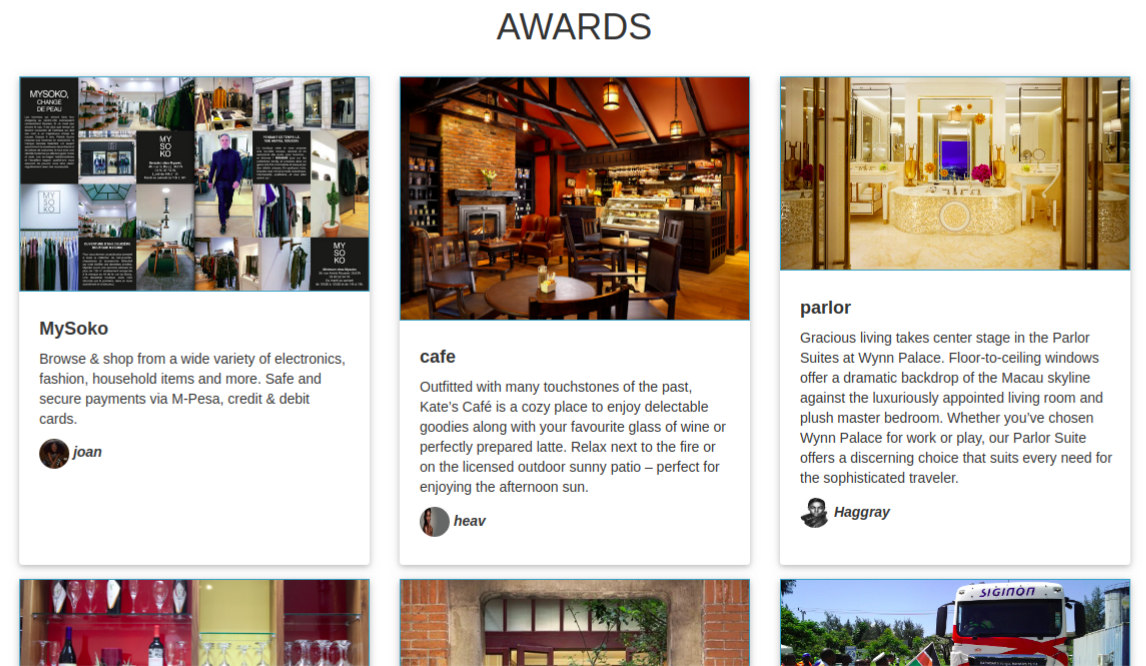 AWARDS
MYSOKO,
CHANGE
DE PEAU
MY
SO
KO
MY
SO
KO
MY
SO
KO
MySoko
Browse & shop from a wide variety of electronics,
fashion, household items and more. Safe and
secure payments via M-Pesa, credit & debit
cards.
joan
cafe
Outfitted with many touchstones of the past,
Kate's Café is a cozy place to enjoy delectable
goodies along with your favourite glass of wine or
perfectly prepared latte. Relax next to the fire or
on the licensed outdoor sunny patio – perfect for
enjoying the afternoon sun.
heav
parlor
Gracious living takes center stage in the Parlor
Suites at Wynn Palace. Floor-to-ceiling windows
offer a dramatic backdrop of the Macau skyline
against the luxuriously appointed living room and
plush master bedroom. Whether you've chosen
Wynn Palace for work or play, our Parlor Suite
offers a discerning choice that suits every need for
the sophisticated traveler.
Haggray
SIGINON